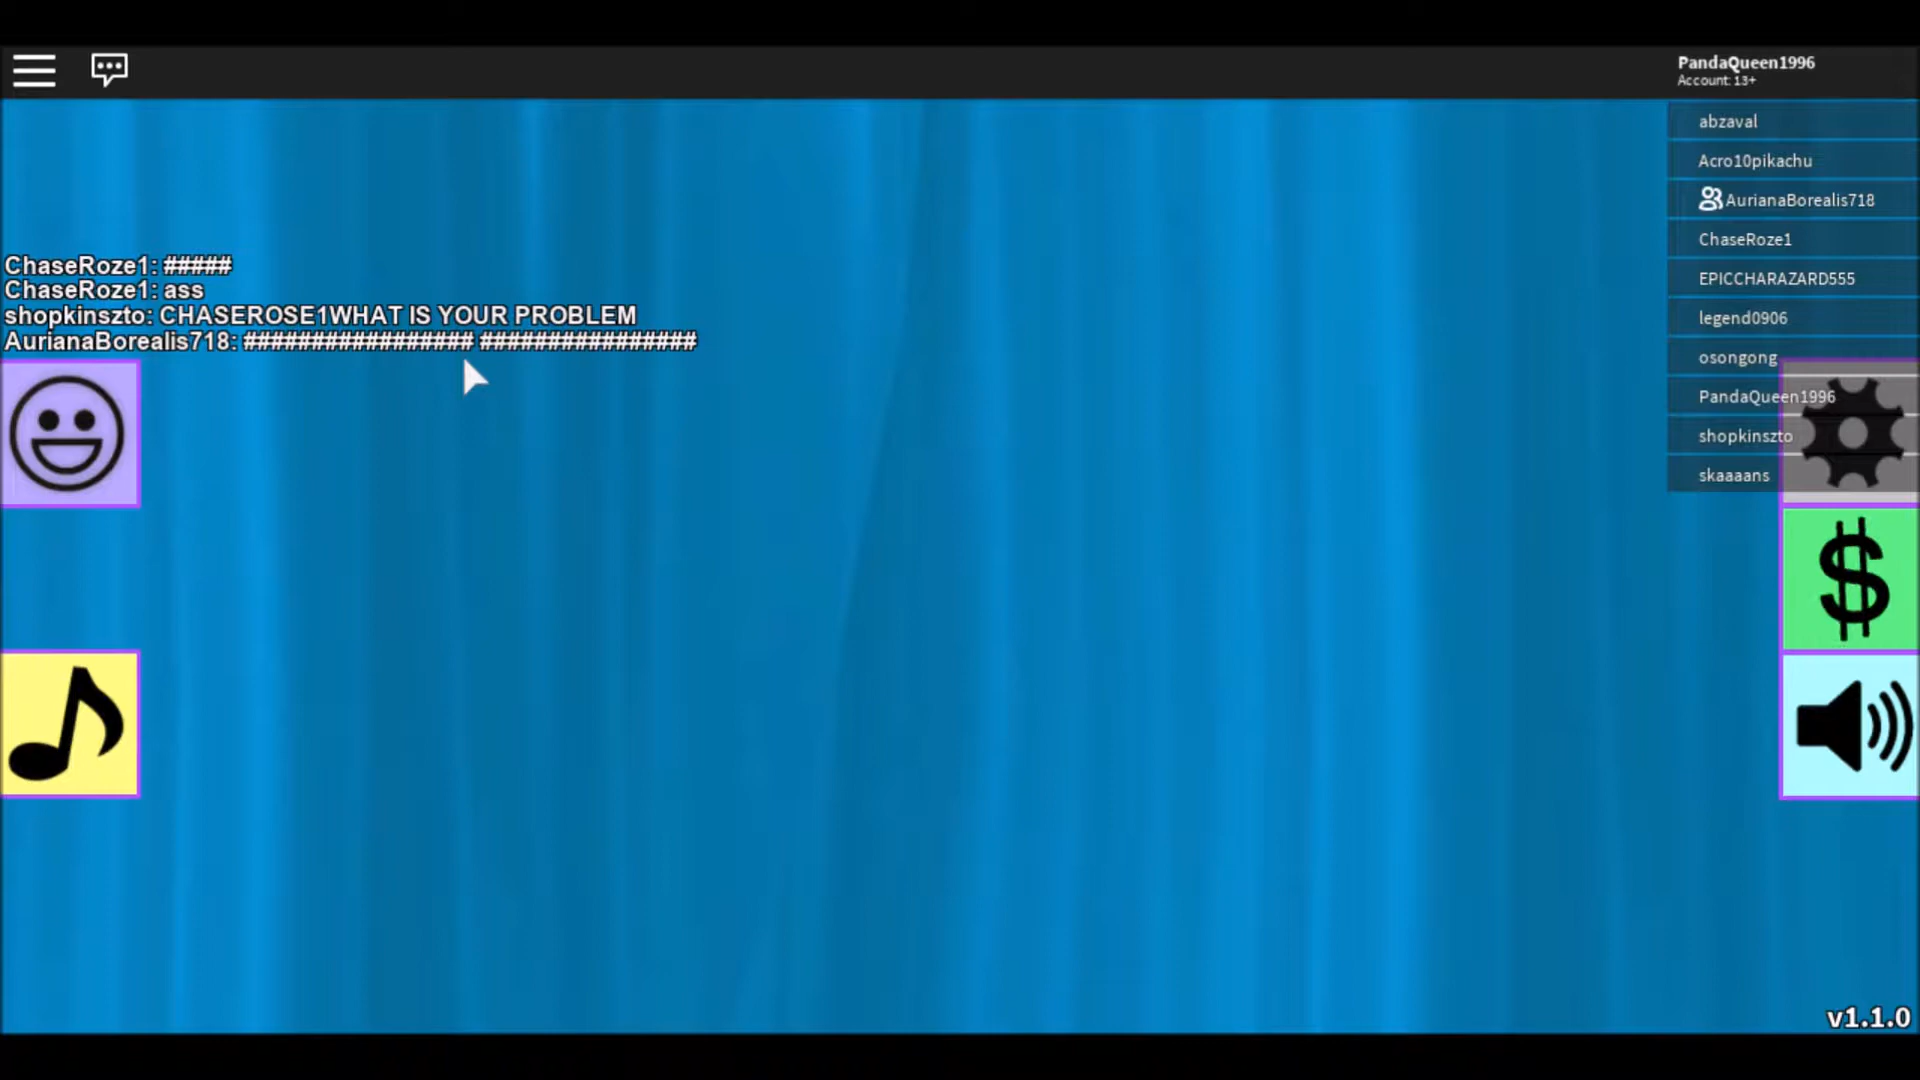 PandaQueen1996
Account: 13+
abzaval
Acro10pikachu
AurianaBorealis718
ChaseRoze1
EPICCHARAZARD555
legend0906
osongong
PandaQueen1996
shopkinszto
skaaaans
ChaseRoze1: #####
ChaseRoze1: ass
shopkinszto: CHASEROSE1WHAT IS YOUR PROBLEM
AurianaBorealis718: ################# ################
$
v1.1.0